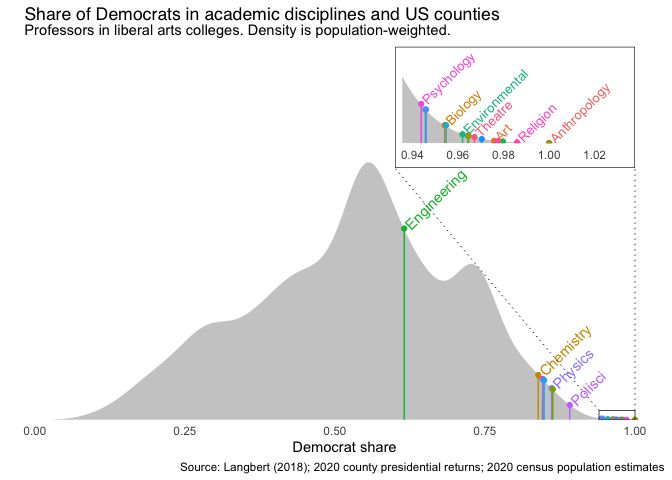 Share of Democrats in academic disciplines and US counties
Professors in liberal arts colleges. Density is population-weighted.
Psychology
Biology
Environmental
Theatre
Art
Religion
Anthropology
0.94 0.96 0.98 1.00 1.02
Engineering
Chemistry
Physics
Polisci
0.00 0.25 0.50 0.75 1.00
Democrat share
Source: Langbert (2018); 2020 county presidential returns; 2020 census population estimates